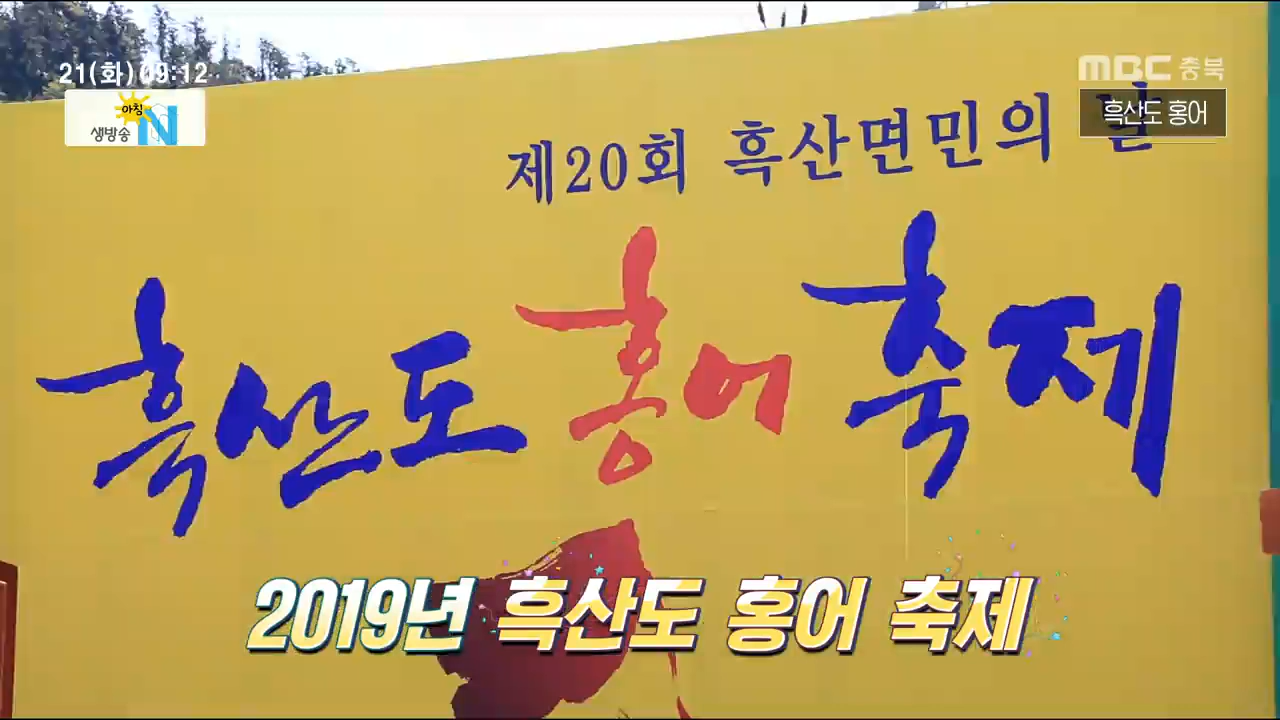 21(화) 09:12
MBC 충북
아침
생방송 N
흑산도 홍어
제20회 흑산면민의 날
흑산도 홍어 축제
2019년 흑산도 홍어 축제